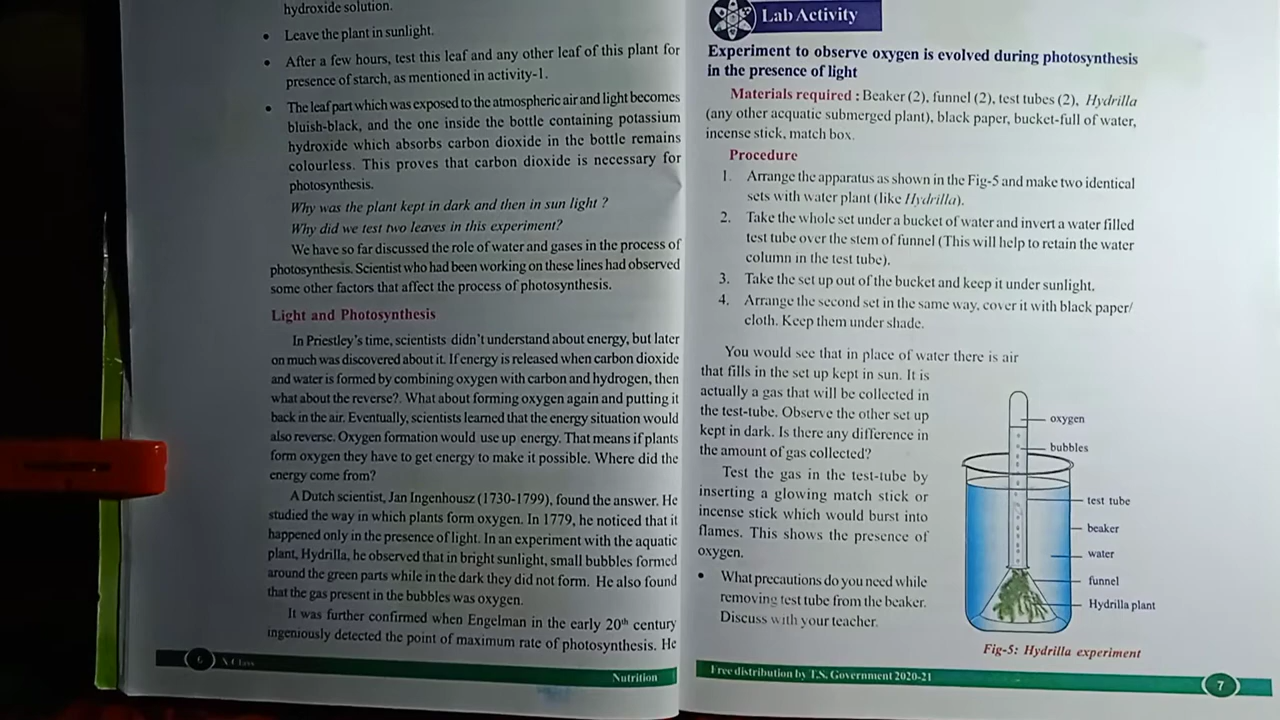 hydroxide solution.
• Leave the plant in sunlight.
• After a few hours, test this leaf and any other leaf of this plant for
presence of starch, as mentioned in activity-1.
• The leaf part which was exposed to the atmospheric air and light becomes
bluish-black, and the one inside the bottle containing potassium
hydroxide which absorbs carbon dioxide in the bottle remains
colourless. This proves that carbon dioxide is necessary for
photosynthesis.
Why was the plant kept in dark and then in sun light ?
Why did we test two leaves in this experiment?
We have so far discussed the role of water and gases in the process of
photosynthesis. Scientist who had been working on these lines had observed
some other factors that affect the process of photosynthesis.
Light and Photosynthesis
In Priestley's time, scientists didn't understand about energy, but later
on much was discovered about it. If energy is released when carbon dioxide
and water is formed by combining oxygen with carbon and hydrogen, then
what about the reverse?. What about forming oxygen again and putting it
back in the air. Eventually, scientists learned that the energy situation would
also reverse. Oxygen formation would use up energy. That means if plants
form oxygen they have to get energy to make it possible. Where did the
energy come from?
A Dutch scientist, Jan Ingenhousz (1730-1799), found the answer. He
studied the way in which plants form oxygen. In 1779, he noticed that it
happened only in the presence of light. In an experiment with the aquatic
plant, Hydrilla, he observed that in bright sunlight, small bubbles formed
around the green parts while in the dark they did not form. He also found
that the gas present in the bubbles was oxygen.
It was further confirmed when Engelman in the early 20th century
ingeniously detected the point of maximum rate of photosynthesis. He
6 X Class
Nutrition
Lab Activity
Experiment to observe oxygen is evolved during photosynthesis
in the presence of light
Materials required : Beaker (2), funnel (2), test tubes (2), Hydrilla
(any other acquatic submerged plant), black paper, bucket-full of water,
incense stick, match box.
Procedure
1. Arrange the apparatus as shown in the Fig-5 and make two identical
sets with water plant (like Hydrilla).
2. Take the whole set under a bucket of water and invert a water filled
test tube over the stem of funnel (This will help to retain the water
column in the test tube).
3. Take the set up out of the bucket and keep it under sunlight.
4. Arrange the second set in the same way, cover it with black paper/
cloth. Keep them under shade.
You would see that in place of water there is air
that fills in the set up kept in sun. It is
actually a gas that will be collected in
the test-tube. Observe the other set up
kept in dark. Is there any difference in
the amount of gas collected?
Test the gas in the test-tube by
inserting a glowing match stick or
incense stick which would burst into
flames. This shows the presence of
oxygen.
• What precautions do you need while
removing test tube from the beaker.
Discuss with your teacher.
oxygen
bubbles
test tube
beaker
water
funnel
Hydrilla plant
Fig-5: Hydrilla experiment
Free distribution by T.S. Government 2020-21
7